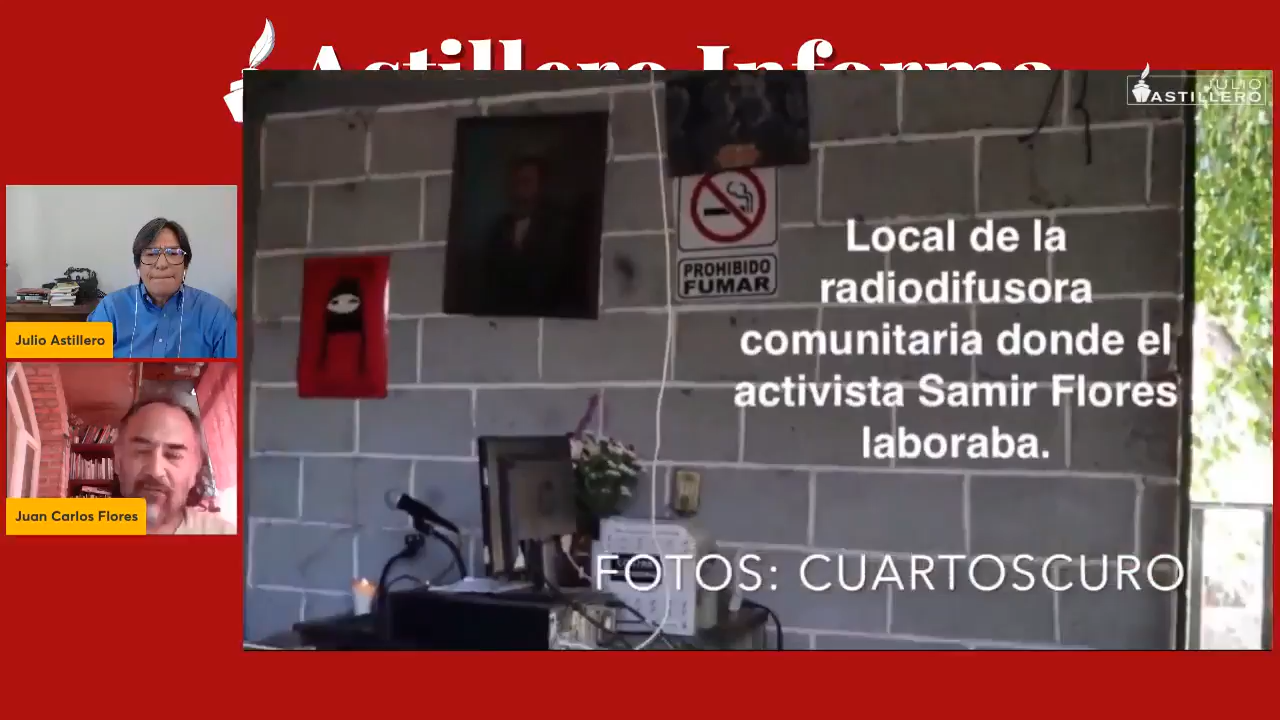 Astillero Informa
JULIO
ASTILLERO
PROHIBIDO
FUMAR
Local de la
radiodifusora
comunitaria donde el
activista Samir Flores
laboraba.
FOTOS: CUARTOSCURO
Julio Astillero
Juan Carlos Flores